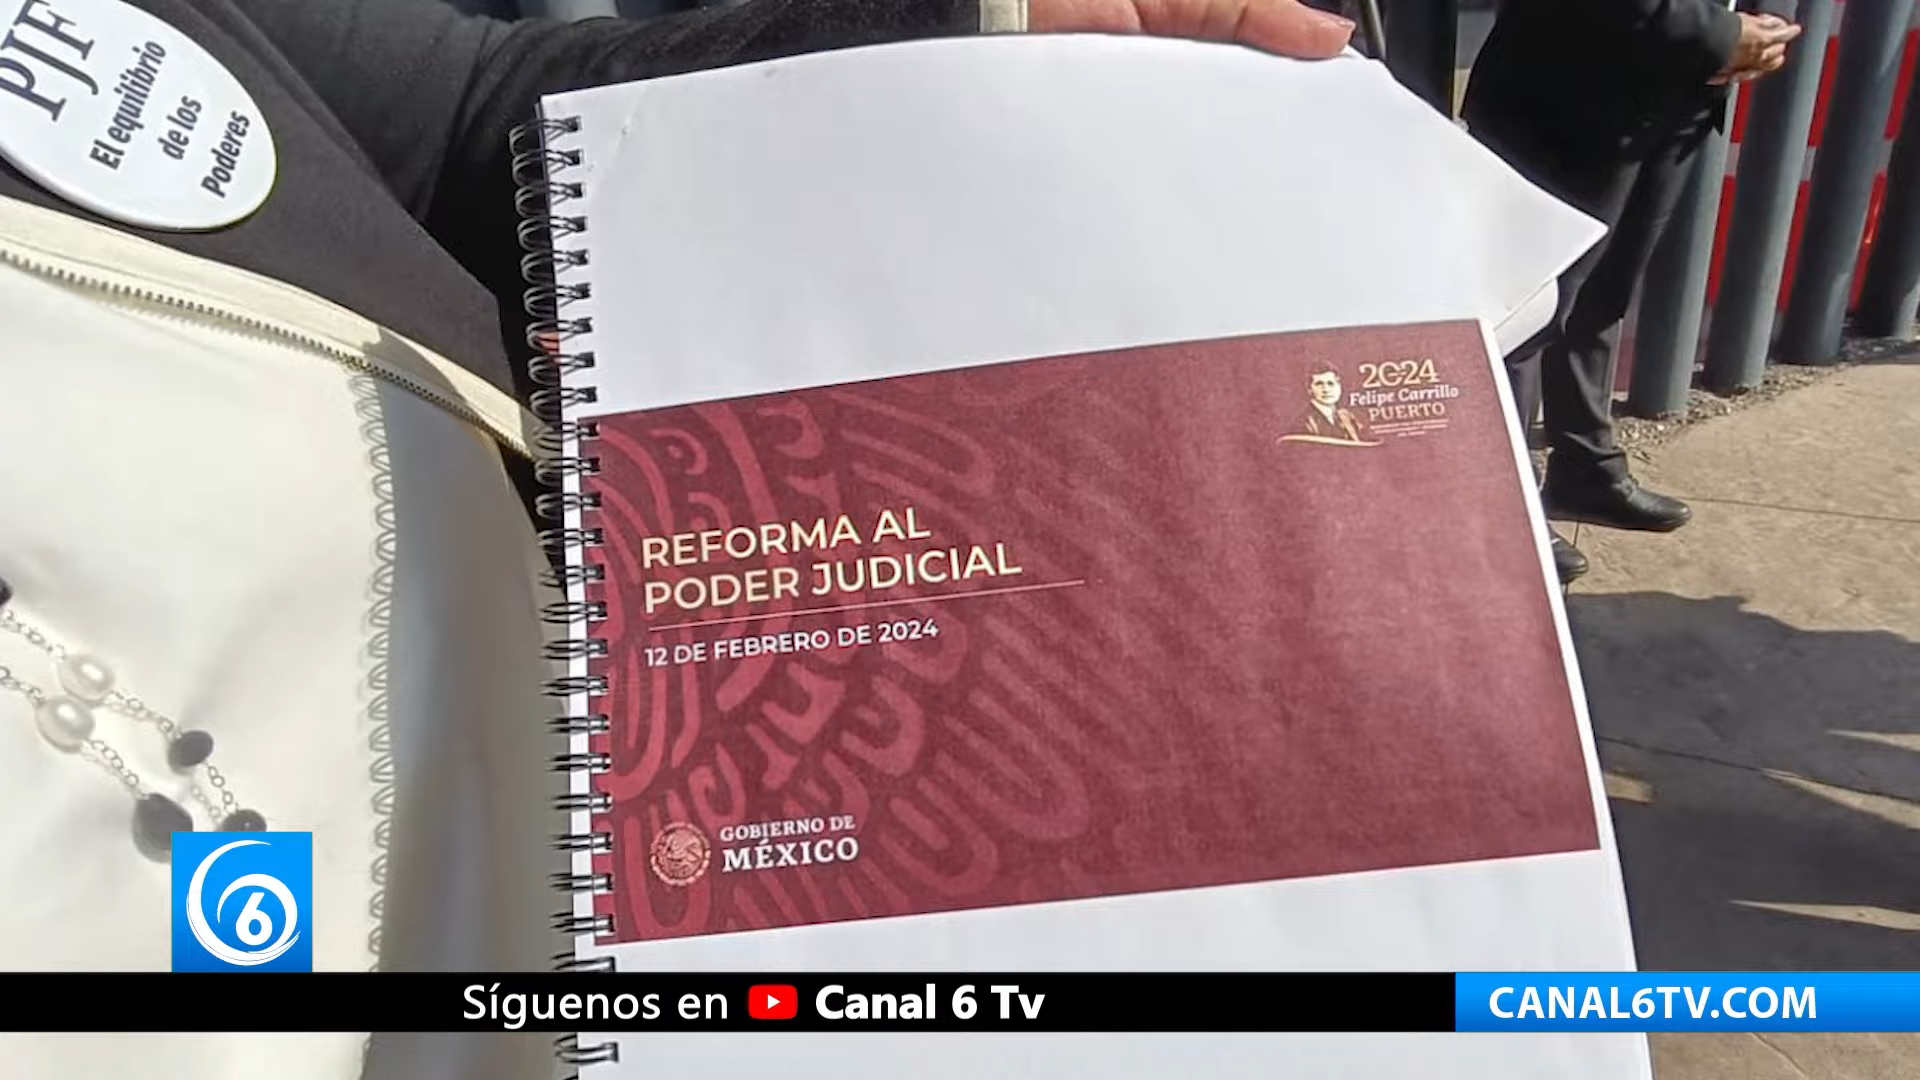 PJF
El equilibrio
de los
Poderes
2024
Felipe Carrillo
PUERTO
REFORMA AL
PODER JUDICIAL
12 DE FEBRERO DE 2024
GOBIERNO DE
MÉXICO
6
Síguenos en Canal 6 Tv
CANAL6TV.COM